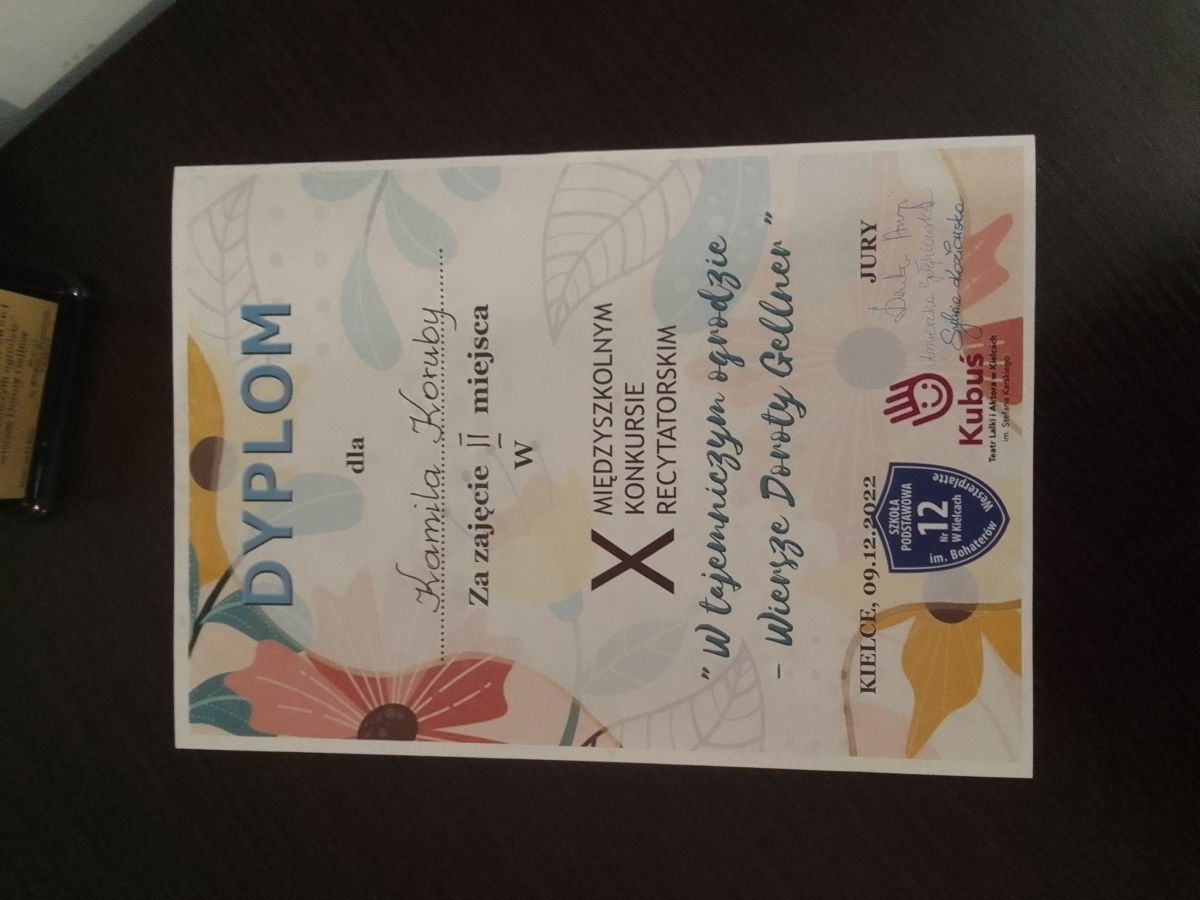 DYPLOM
dla
Kamila Koruby
Za zajęcie II miejsca
w
X MIĘDZYSZKOLNYM
KONKURSIE
RECYTATORSKIM
" W tajemniczym ogrodzie
– Wiersze Doroty Gellner "
KIELCE, 09.12.2022 JURY
SZKOŁA
PODSTAWOWA
Nr 12
W Kielcach
im. Bohaterów Westerplatte
Kubuś
Teatr Lalki i Aktora w Kielcach
im. Stefana Karskiego